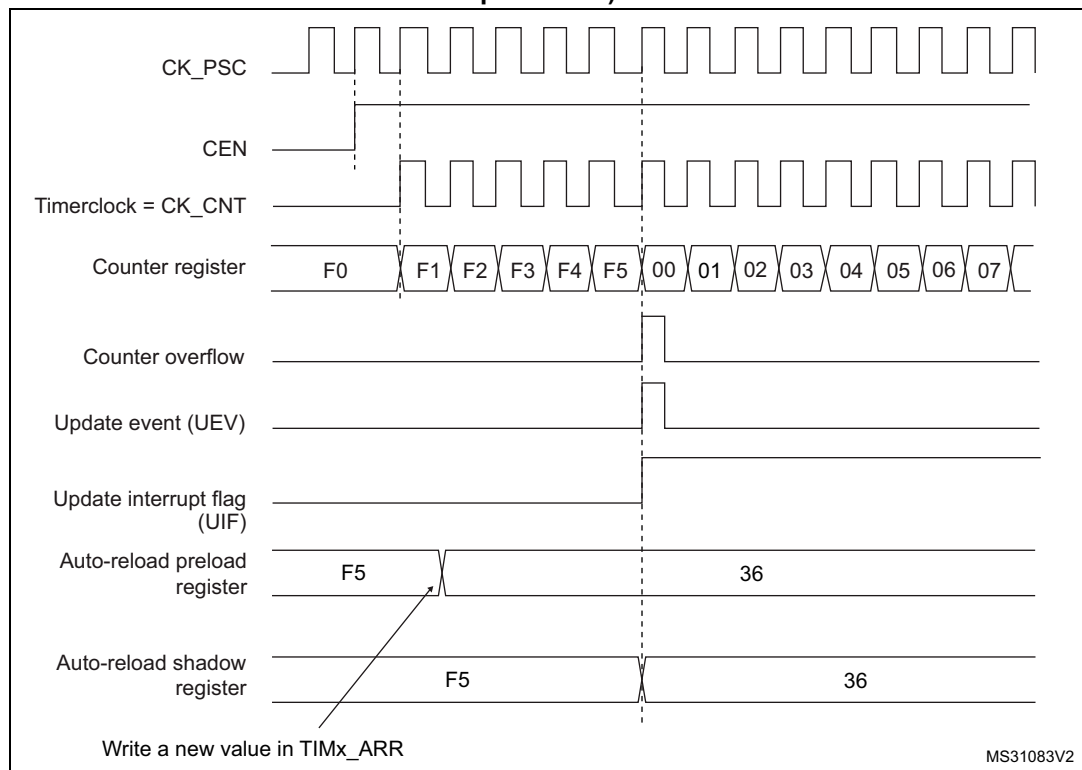 CK_PSC
CEN
Timerclock = CK_CNT
Counter register
F0 F1 F2 F3 F4 F5 00 01 02 03 04 05 06 07
Counter overflow
Update event (UEV)
Update interrupt flag
(UIF)
Auto-reload preload
register
F5 36
Auto-reload shadow
register
F5 36
Write a new value in TIMx_ARR
MS31083V2